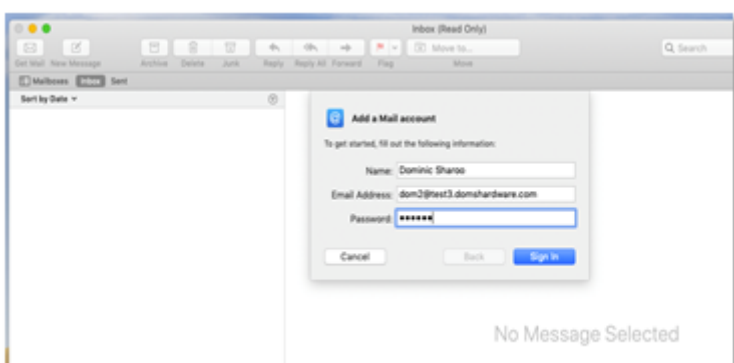 Inbox (Read Only)
Get Mail New Message Archive Delete Junk Reply Reply All Forward Flag Move to... Move Search
Mailboxes Inbox Sent
Sort by Date
Add a Mail account
To get started, fill out the following information:
Name: Dominic Sharoo
Email Address: dom2@test3.domshardware.com
Password: ••••••
Cancel Back Sign In
No Message Selected